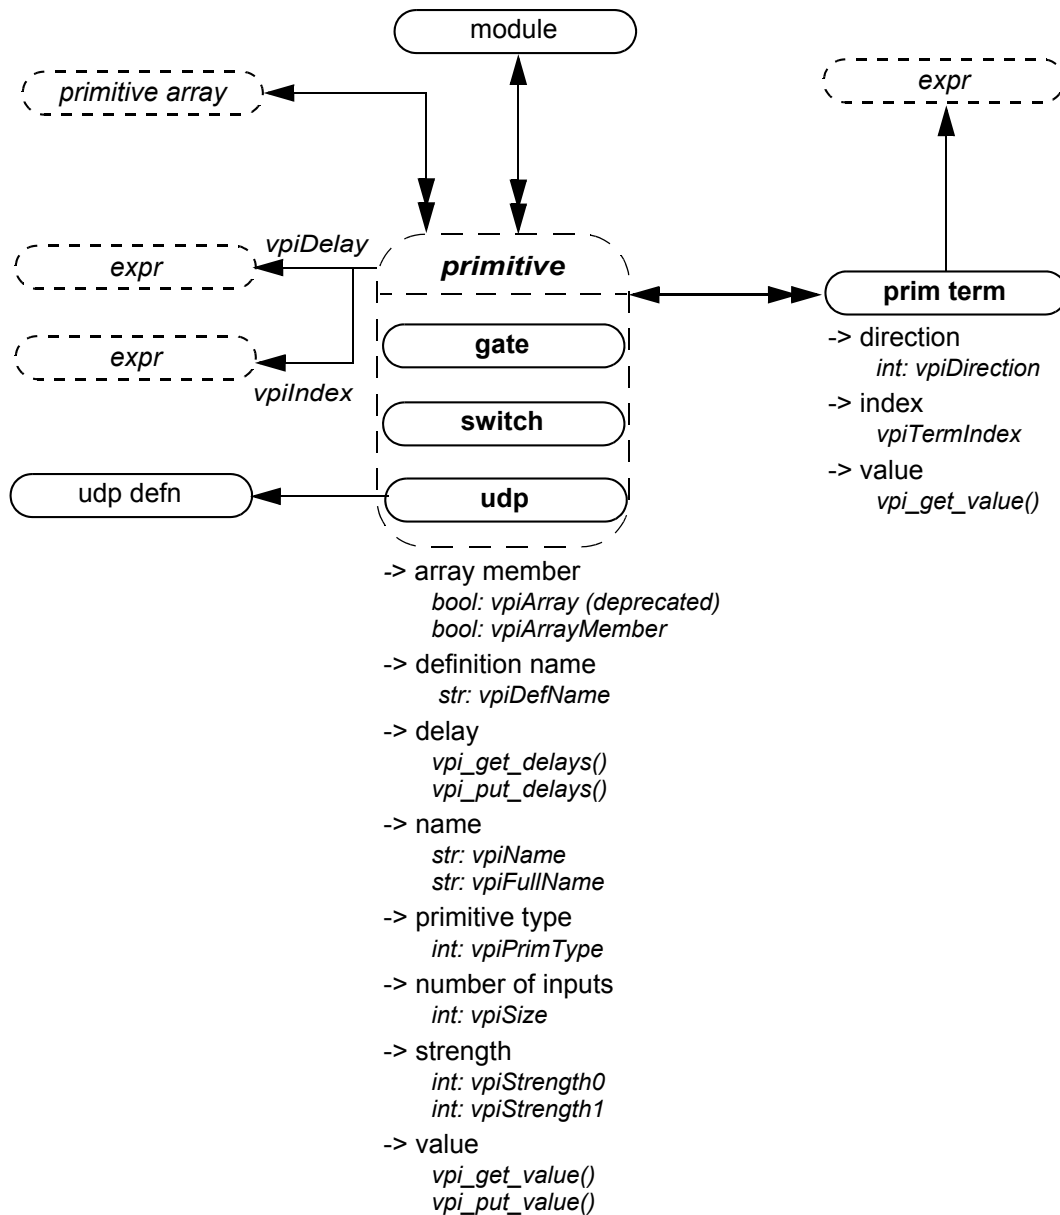 module
primitive array
expr
vpiDelay
expr
primitive
expr
vpiIndex
gate
switch
udp defn
udp
prim term
-> direction
int: vpiDirection
-> index
vpiTermIndex
-> value
vpi_get_value()
-> array member
bool: vpiArray (deprecated)
bool: vpiArrayMember
-> definition name
str: vpiDefName
-> delay
vpi_get_delays()
vpi_put_delays()
-> name
str: vpiName
str: vpiFullName
-> primitive type
int: vpiPrimType
-> number of inputs
int: vpiSize
-> strength
int: vpiStrength0
int: vpiStrength1
-> value
vpi_get_value()
vpi_put_value()